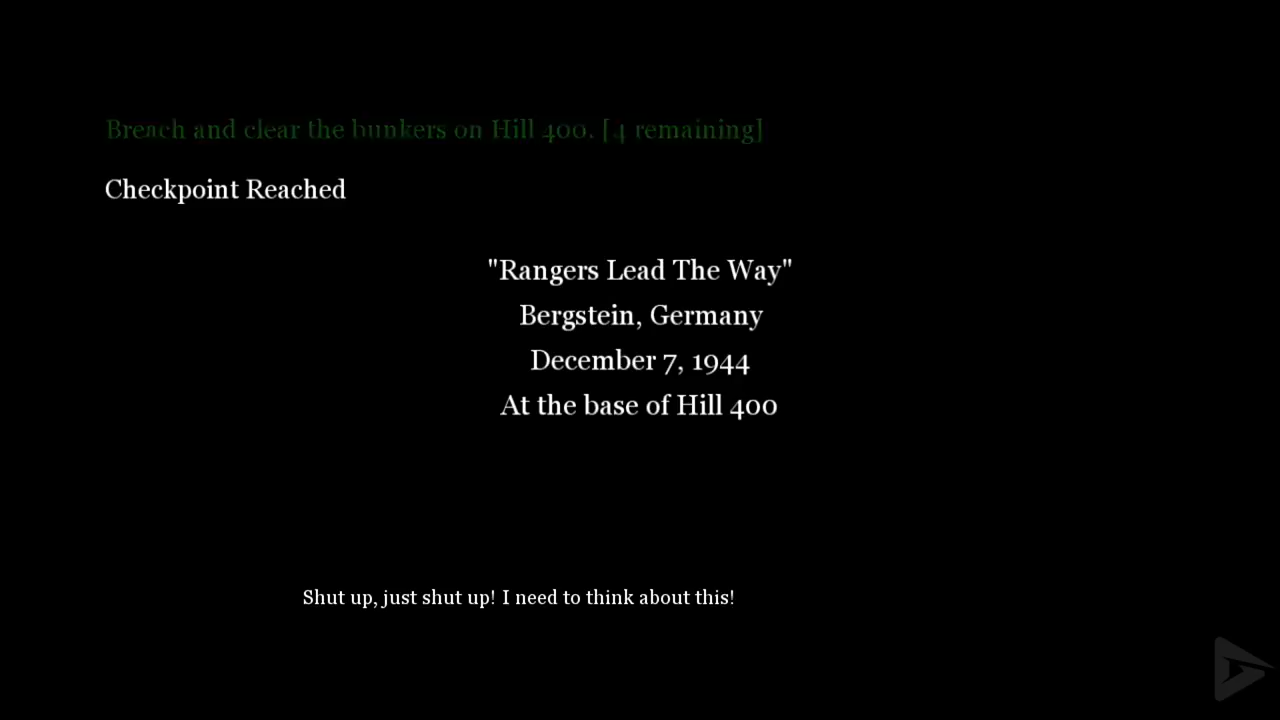 Breach and clear the bunkers on Hill 400. [4 remaining]
Checkpoint Reached
"Rangers Lead The Way"
Bergstein, Germany
December 7, 1944
At the base of Hill 400
Shut up, just shut up! I need to think about this!